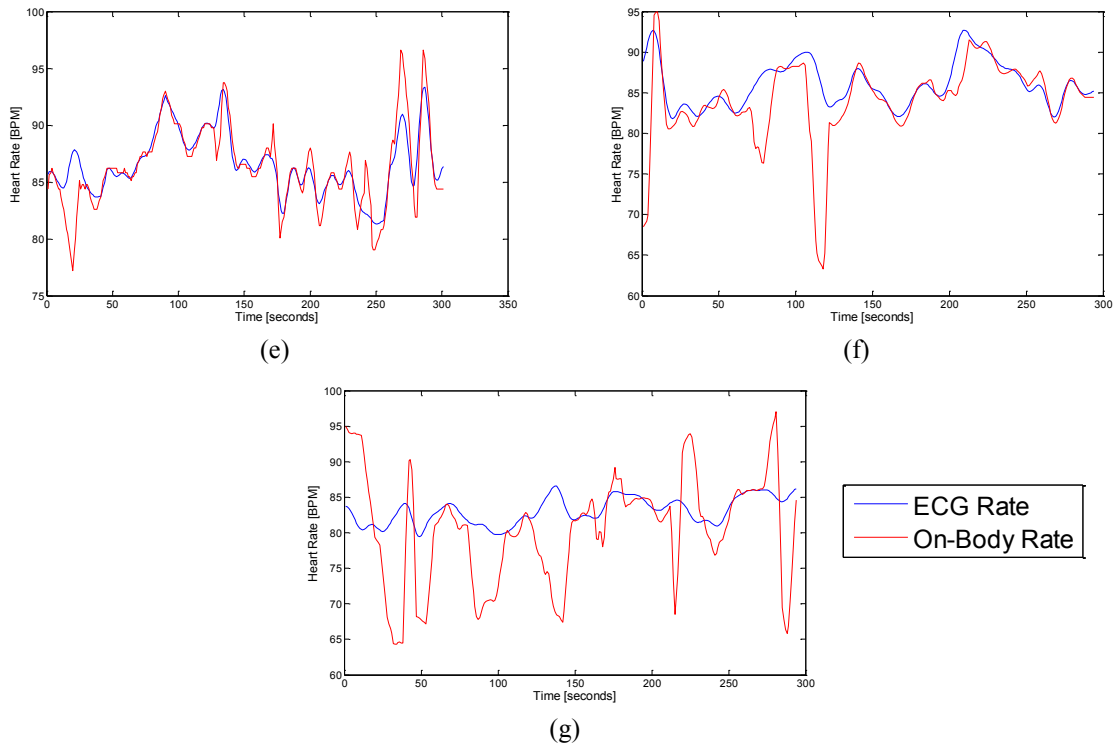 100
95
90
85
80
75
0 50 100 150 200 250 300 350
Heart Rate [BPM]
Time [seconds]
(e)
95
90
85
80
75
70
65
60
0 50 100 150 200 250 300
Heart Rate [BPM]
Time [seconds]
(f)
100
95
90
85
80
75
70
65
60
0 50 100 150 200 250 300
Heart Rate [BPM]
Time [seconds]
(g)
ECG Rate
On-Body Rate